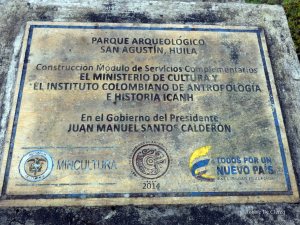 PARQUE ARQUEOLÓGICO
SAN AGUSTÍN, HUILA
Construcción Módulo de Servicios Complementarios
EL MINISTERIO DE CULTURA Y
EL INSTITUTO COLOMBIANO DE ANTROPOLOGÍA
E HISTORIA ICANH
En el Gobierno del Presidente
JUAN MANUEL SANTOS CALDERÓN
MINCULTURA
2014
TODOS POR UN
NUEVO PAÍS